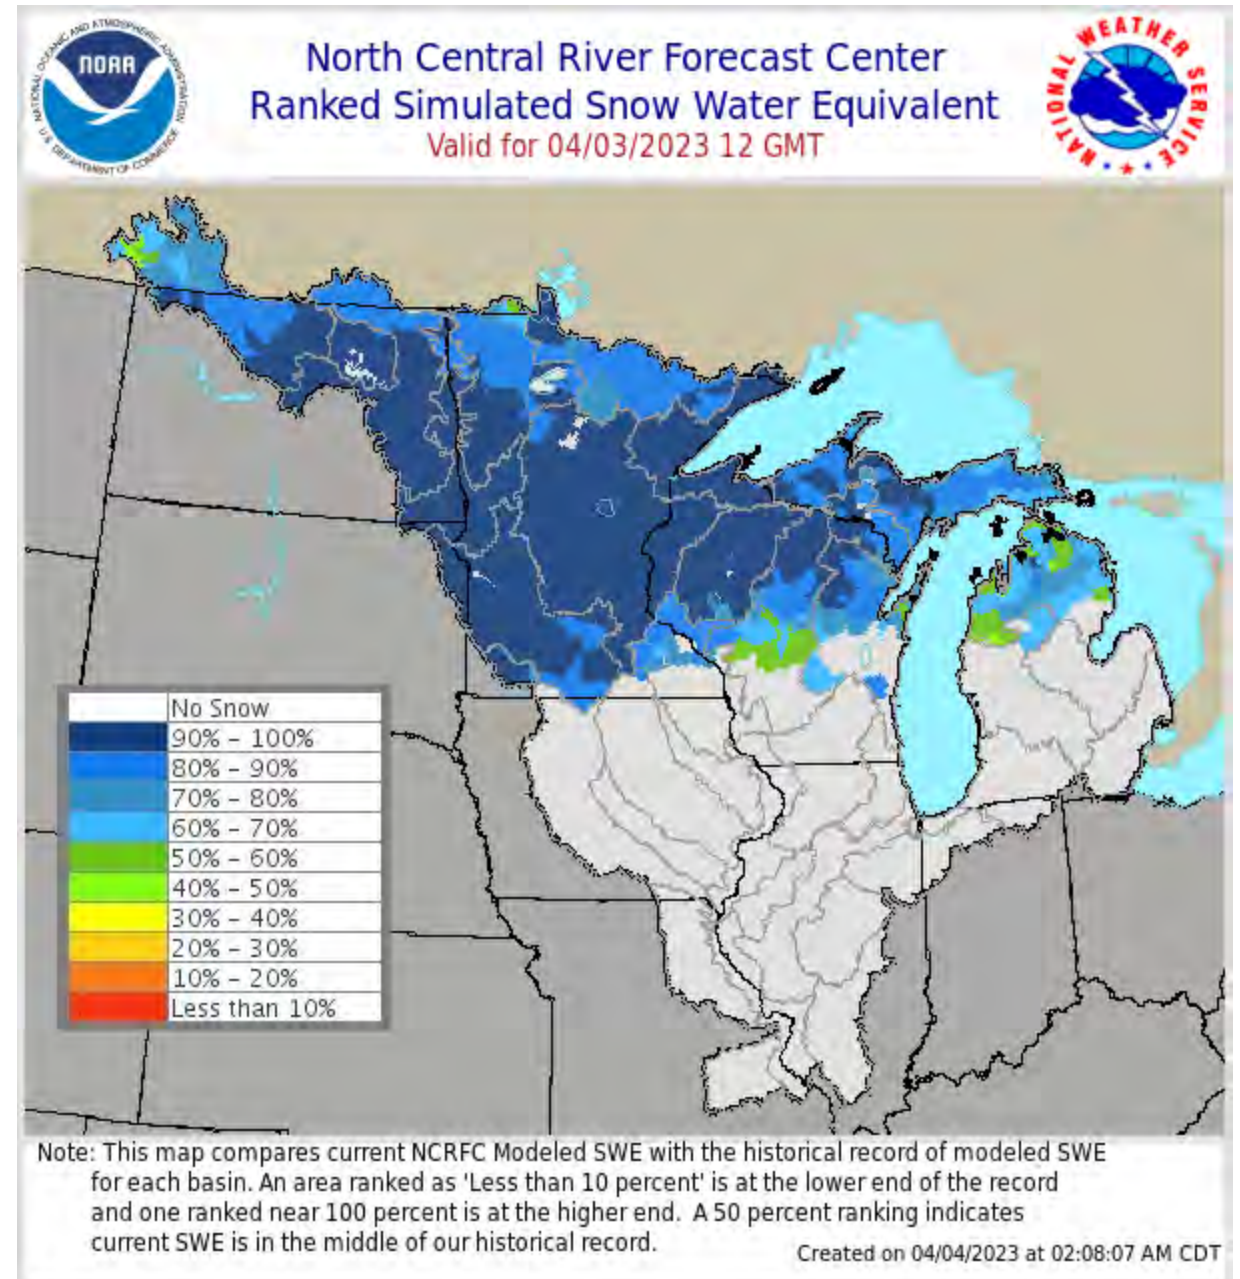 NATIONAL OCEANIC AND ATMOSPHERIC ADMINISTRATION
U.S. DEPARTMENT OF COMMERCE
NOAA
North Central River Forecast Center
Ranked Simulated Snow Water Equivalent
Valid for 04/03/2023 12 GMT
NATIONAL WEATHER SERVICE
No Snow
90% – 100%
80% – 90%
70% – 80%
60% – 70%
50% – 60%
40% – 50%
30% – 40%
20% – 30%
10% – 20%
Less than 10%
Note: This map compares current NCRFC Modeled SWE with the historical record of modeled SWE
for each basin. An area ranked as 'Less than 10 percent' is at the lower end of the record
and one ranked near 100 percent is at the higher end. A 50 percent ranking indicates
current SWE is in the middle of our historical record.
Created on 04/04/2023 at 02:08:07 AM CDT